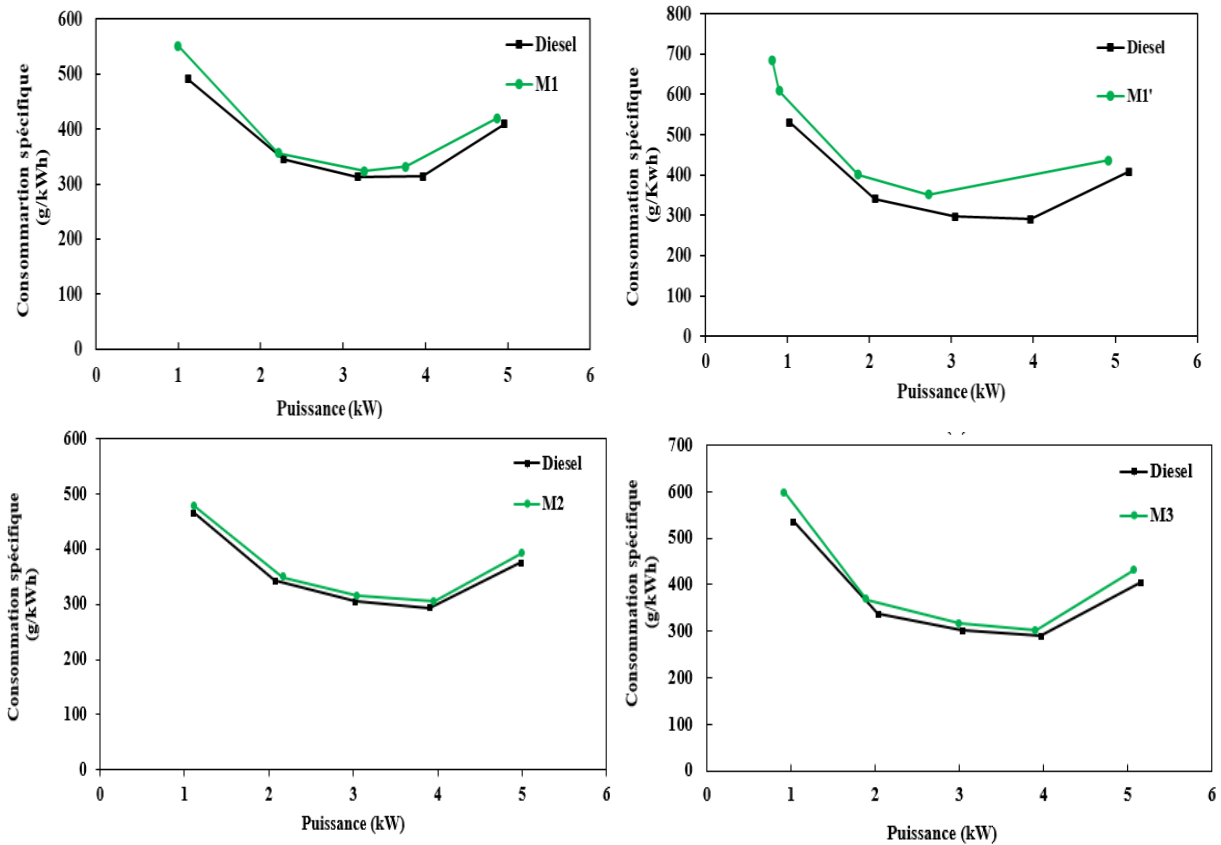 600
500
400
300
200
100
0
0 1 2 3 4 5 6
Consommartion spécifique
(g/kWh)
Puissance (kW)
Diesel
M1
800
700
600
500
400
300
200
100
0
0 1 2 3 4 5 6
Consommation spécifique
(g/Kwh)
Puissance (kW)
Diesel
M1'
600
500
400
300
200
100
0
0 1 2 3 4 5 6
Consommation spécifique
(g/kWh)
Puissance (kW)
Diesel
M2
700
600
500
400
300
200
100
0
0 1 2 3 4 5 6
Consommation spécifique
(g/kWh)
Puissance (kW)
Diesel
M3